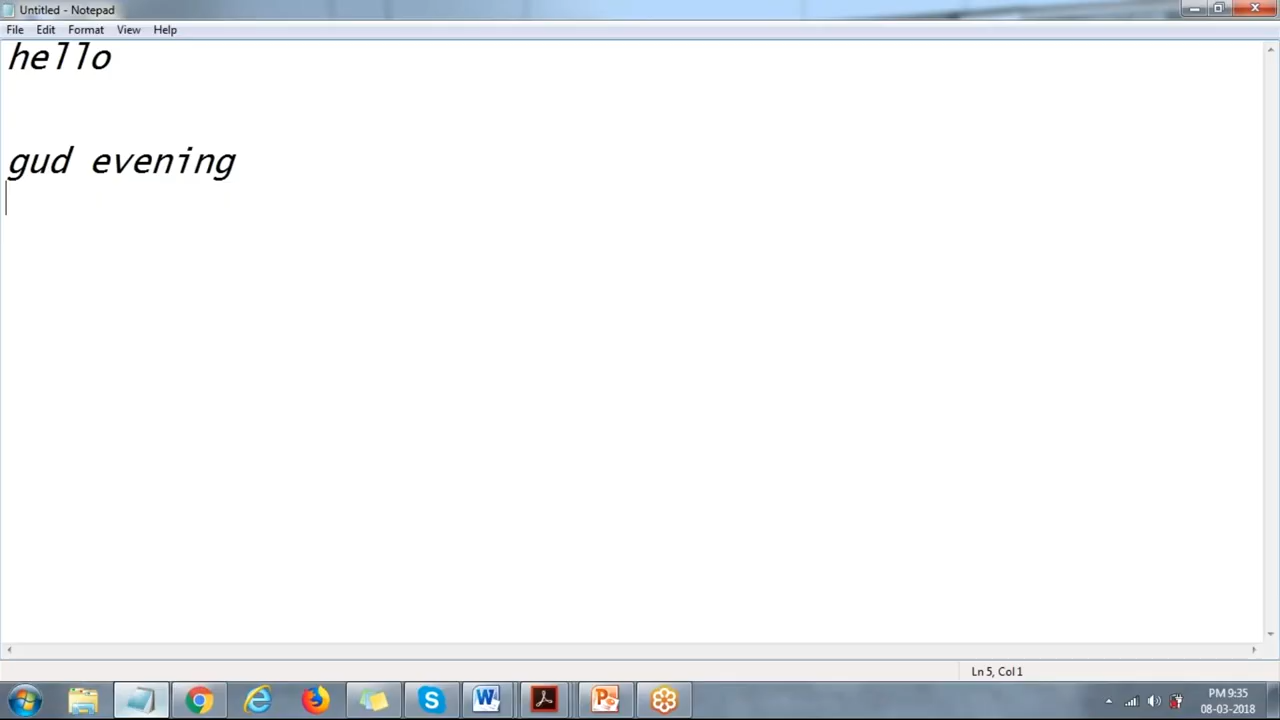 Untitled - Notepad
File Edit Format View Help
hello
gud evening
Ln 5, Col 1
PM 9:35
08-03-2018